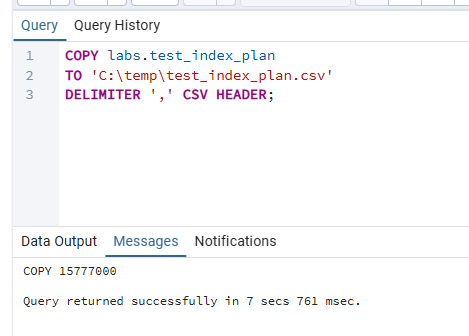 Query Query History
1 COPY labs.test_index_plan
2 TO 'C:\temp\test_index_plan.csv'
3 DELIMITER ',' CSV HEADER;
Data Output Messages Notifications
COPY 15777000
Query returned successfully in 7 secs 761 msec.